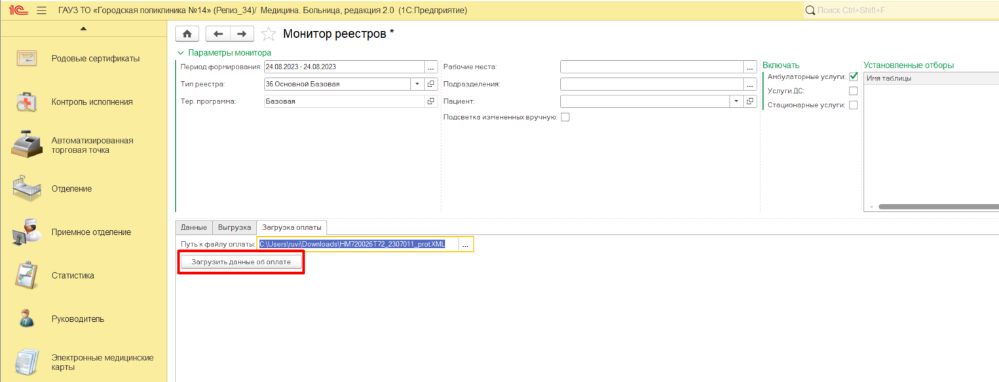 1С ГАУЗ ТО «Городская поликлиника №14» (Релиз_34)/ Медицина. Больница, редакция 2.0 (1С:Предприятие)
Поиск Ctrl+Shift+F
Родовые сертификаты
Контроль исполнения
Автоматизированная
торговая точка
Отделение
Приемное отделение
Статистика
Руководитель
Электронные медицинские
карты
Монитор реестров *
Параметры монитора
Период формирования: 24.08.2023 - 24.08.2023 ...
Тип реестра: 36 Основной Базовая
Тер. программа: Базовая
Рабочие места: ...
Подразделения: ...
Пациент:
Подсветка измененных вручную:
Включать
Амбулаторные услуги:
Услуги ДС:
Стационарные услуги:
Установленные отборы
Имя таблицы
Данные Выгрузка Загрузка оплаты
Путь к файлу оплаты: C:\Users\ruvi\Downloads\HM720026T72_2307011_prot.XML ...
Загрузить данные об оплате